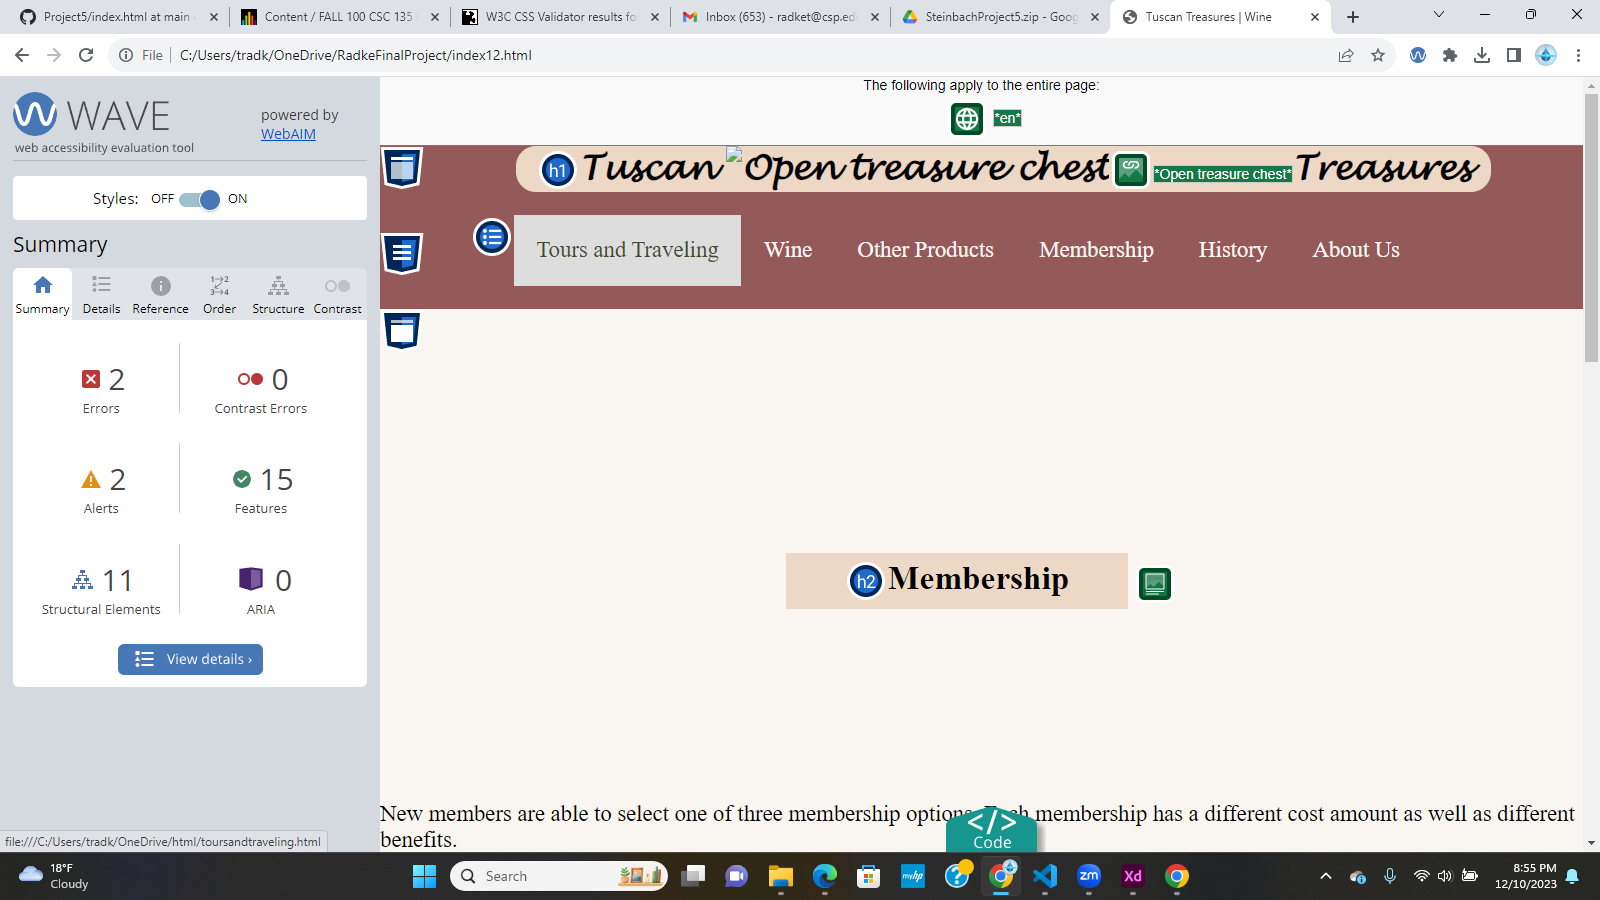 Project5/index.html at main
Content / FALL 100 CSC 135
W3C CSS Validator results fo
Inbox (653) - radket@csp.ed
SteinbachProject5.zip - Goog
Tuscan Treasures | Wine
File
C:/Users/tradk/OneDrive/RadkeFinalProject/index12.html
The following apply to the entire page:
*en*
WAVE
powered by
WebAIM
web accessibility evaluation tool
Styles: OFF ON
Summary
Summary Details Reference Order Structure Contrast
2
Errors
0
Contrast Errors
2
Alerts
15
Features
11
Structural Elements
0
ARIA
View details ›
h1 Tuscan Open treasure chest *Open treasure chest* Treasures
Tours and Traveling Wine Other Products Membership History About Us
h2 Membership
New members are able to select one of three membership options. Each membership has a different cost amount as well as different
benefits.
</>
Code
file:///C:/Users/tradk/OneDrive/html/toursandtraveling.html
18°F
Cloudy
Search
myhp
zm
Xd
8:55 PM
12/10/2023